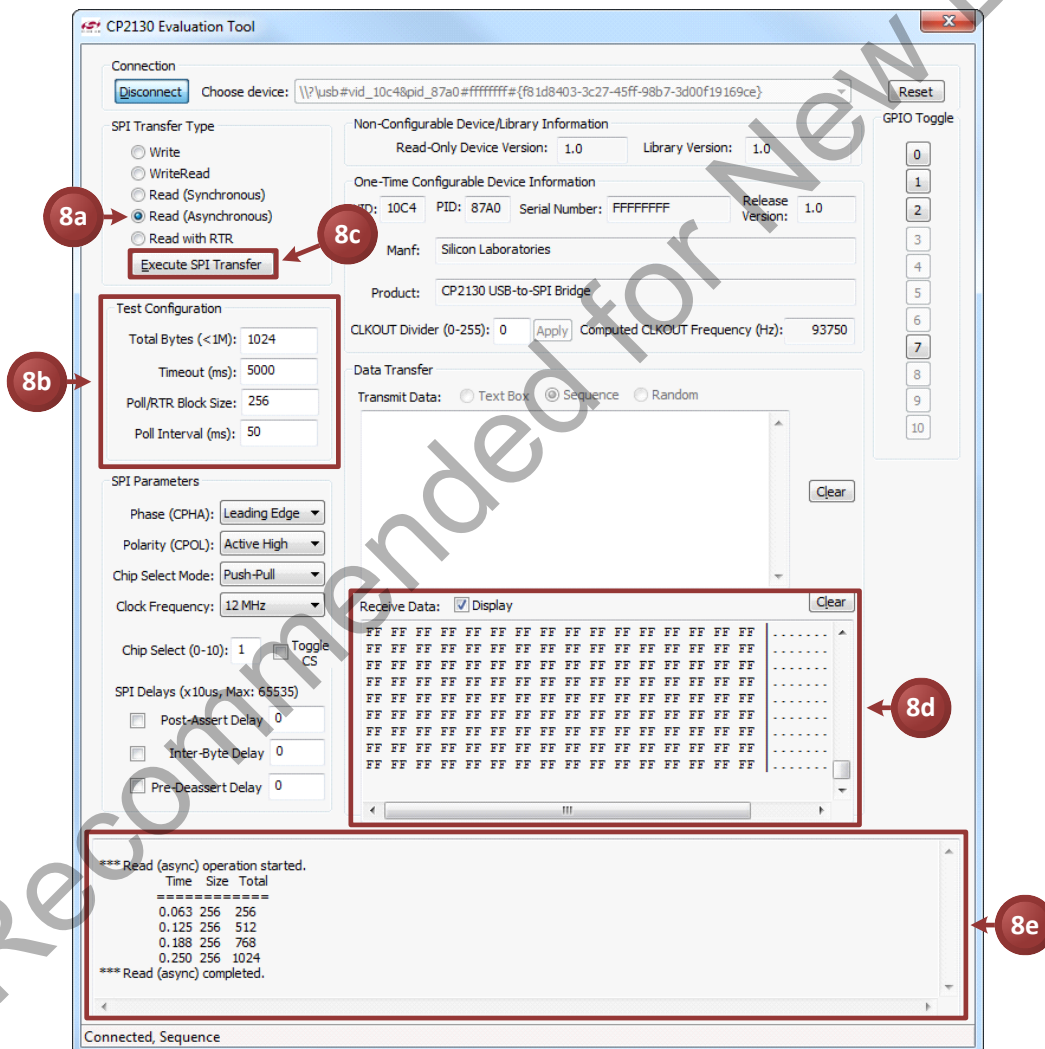 CP2130 Evaluation Tool
Connection
Disconnect Choose device: \\?\usb#vid_10c4&pid_87a0#ffffffff#{f81d8403-3c27-45ff-98b7-3d00f19169ce} Reset
SPI Transfer Type
Write
WriteRead
Read (Synchronous)
8a
Read (Asynchronous)
Read with RTR
8c
Execute SPI Transfer
Non-Configurable Device/Library Information
Read-Only Device Version: 1.0 Library Version: 1.0
One-Time Configurable Device Information
VID: 10C4 PID: 87A0 Serial Number: FFFFFFFF Release Version: 1.0
Manf: Silicon Laboratories
Product: CP2130 USB-to-SPI Bridge
CLKOUT Divider (0-255): 0 Apply Computed CLKOUT Frequency (Hz): 93750
GPIO Toggle
0
1
2
3
4
5
6
7
8
9
10
8b
Test Configuration
Total Bytes (<1M): 1024
Timeout (ms): 5000
Poll/RTR Block Size: 256
Poll Interval (ms): 50
Data Transfer
Transmit Data: Text Box Sequence Random
Clear
SPI Parameters
Phase (CPHA): Leading Edge
Polarity (CPOL): Active High
Chip Select Mode: Push-Pull
Clock Frequency: 12 MHz
Chip Select (0-10): 1 Toggle CS
SPI Delays (x10us, Max: 65535)
Post-Assert Delay 0
Inter-Byte Delay 0
Pre-Deassert Delay 0
Receive Data: Display Clear
FF FF FF FF FF FF FF FF FF FF FF FF FF FF FF FF .......
FF FF FF FF FF FF FF FF FF FF FF FF FF FF FF FF .......
FF FF FF FF FF FF FF FF FF FF FF FF FF FF FF FF .......
FF FF FF FF FF FF FF FF FF FF FF FF FF FF FF FF .......
FF FF FF FF FF FF FF FF FF FF FF FF FF FF FF FF .......
FF FF FF FF FF FF FF FF FF FF FF FF FF FF FF FF .......
FF FF FF FF FF FF FF FF FF FF FF FF FF FF FF FF .......
FF FF FF FF FF FF FF FF FF FF FF FF FF FF FF FF .......
FF FF FF FF FF FF FF FF FF FF FF FF FF FF FF FF .......
8d
*** Read (async) operation started.
Time Size Total
=============
0.063 256 256
0.125 256 512
0.188 256 768
0.250 256 1024
*** Read (async) completed.
8e
Connected, Sequence
Recommended for New